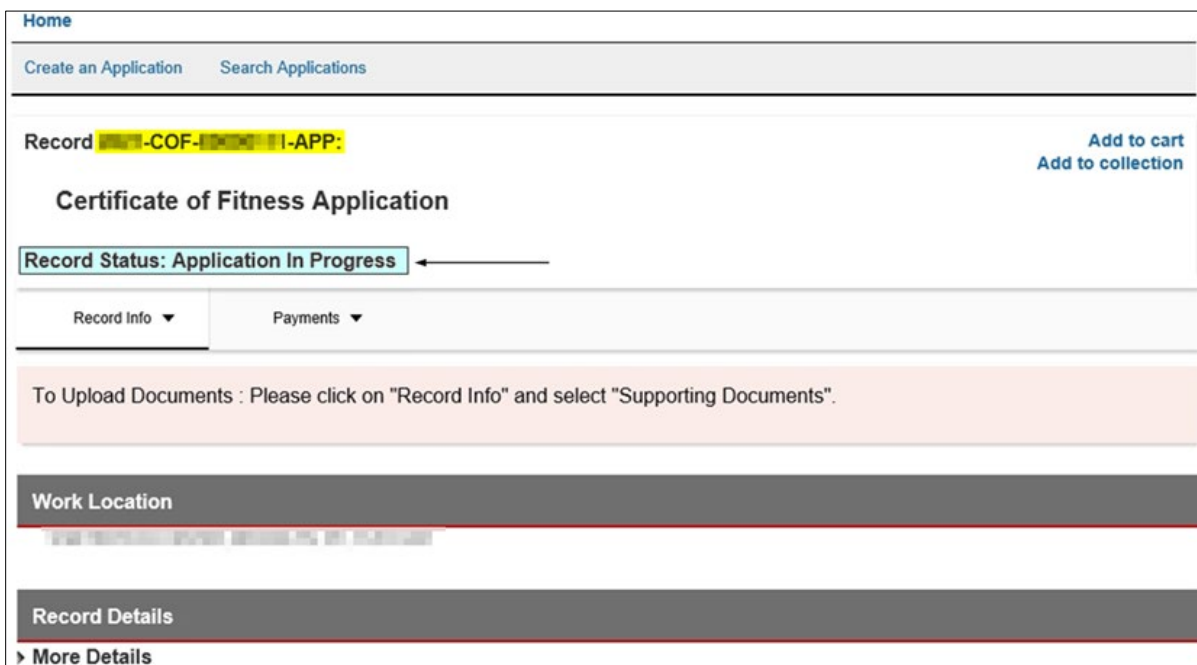 Home
Create an Application Search Applications
Record -COF- -APP:
Add to cart
Add to collection
Certificate of Fitness Application
Record Status: Application In Progress
Record Info Payments
To Upload Documents : Please click on "Record Info" and select "Supporting Documents".
Work Location
Record Details
More Details